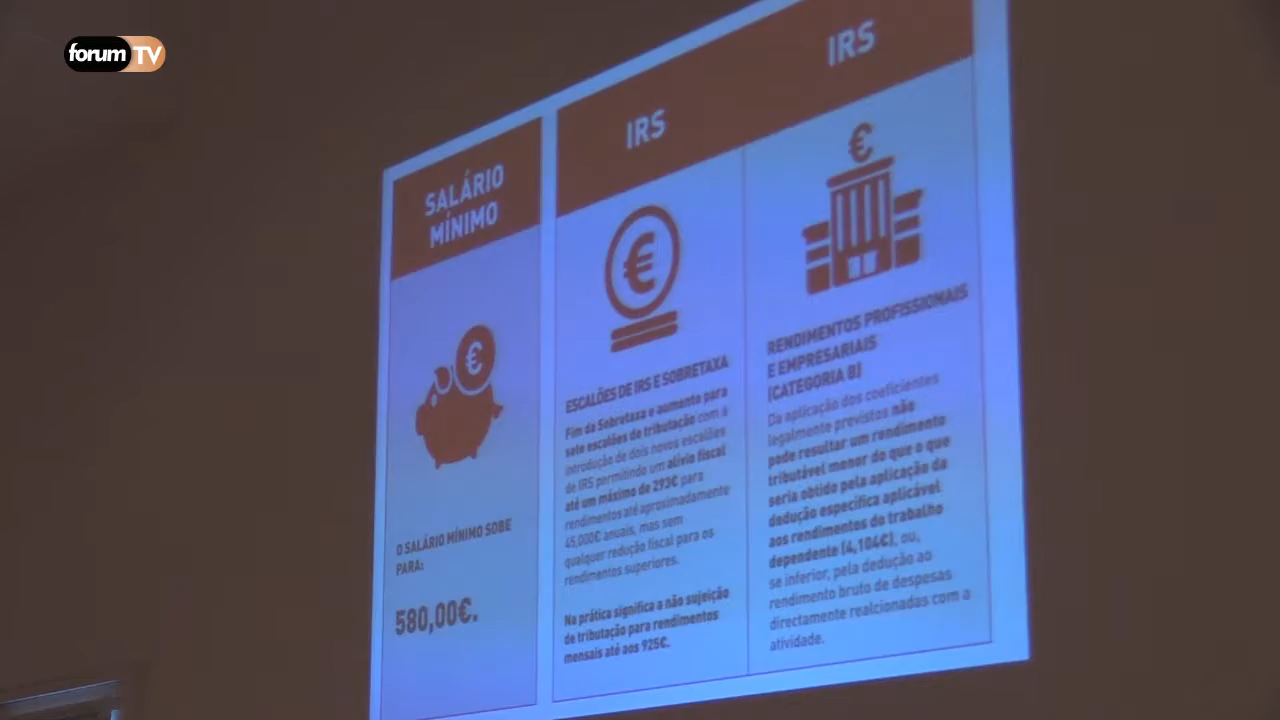 forum TV
SALÁRIO
MÍNIMO
€
O SALÁRIO MÍNIMO SOBE
PARA:
580,00€.
IRS
€
ESCALÕES DE IRS E SOBRETAXA
Fim da Sobretaxa e aumento para
sete escalões de tributação com a
introdução de dois novos escalões
de IRS permitindo um alívio fiscal
até um máximo de 293€ para
rendimentos até aproximadamente
45,000€ anuais, mas sem
qualquer redução fiscal para os
rendimentos superiores.
Na prática significa a não sujeição
de tributação para rendimentos
mensais até aos 925€.
IRS
€
RENDIMENTOS PROFISSIONAIS
E EMPRESARIAIS
(CATEGORIA B)
Da aplicação dos coeficientes
legalmente previstos não
pode resultar um rendimento
tributável menor do que o que
seria obtido pela aplicação da
dedução específica aplicável
aos rendimentos do trabalho
dependente (4,104€), ou,
se inferior, pela dedução ao
rendimento bruto de despesas
directamente realcionadas com a
atividade.